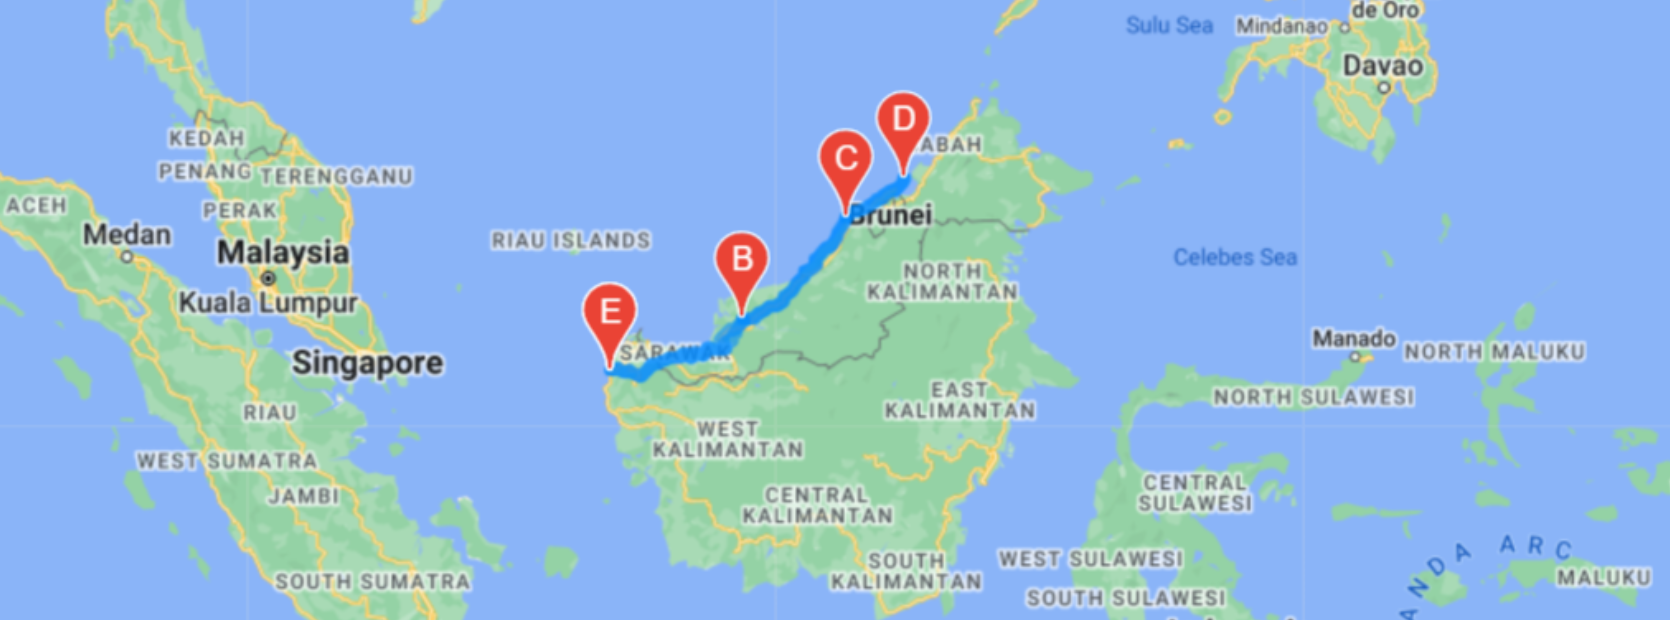 de Oro
Sulu Sea
Mindanao
Davao
KEDAH
PENANG
TERENGGANU
ACEH
PERAK
Medan
Malaysia
Kuala Lumpur
Singapore
RIAU ISLANDS
D
ABAH
C
Brunei
B
Celebes Sea
NORTH
KALIMANTAN
E
SARAWAK
Manado
NORTH MALUKU
RIAU
EAST
KALIMANTAN
NORTH SULAWESI
WEST
KALIMANTAN
WEST SUMATRA
JAMBI
CENTRAL
KALIMANTAN
CENTRAL
SULAWESI
SOUTH SUMATRA
SOUTH
KALIMANTAN
WEST SULAWESI
SOUTH SULAWESI
ANDA ARC
MALUKU